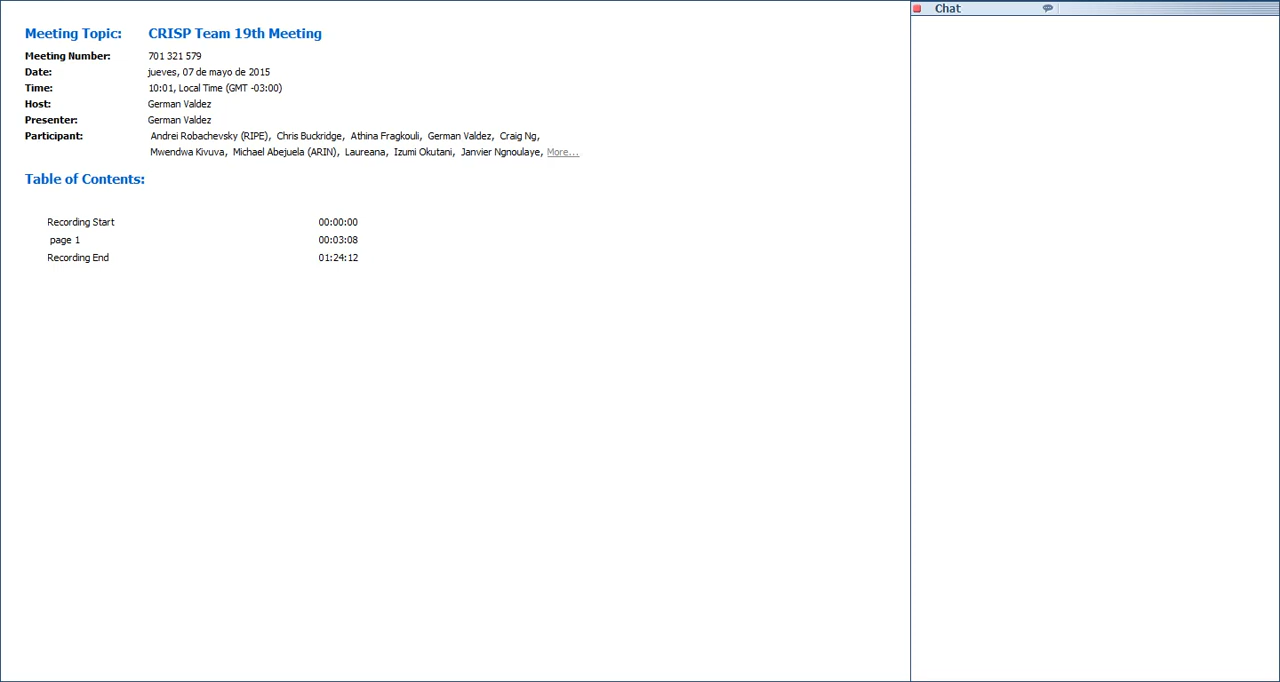 Meeting Topic: CRISP Team 19th Meeting
Meeting Number: 701 321 579
Date: jueves, 07 de mayo de 2015
Time: 10:01, Local Time (GMT -03:00)
Host: German Valdez
Presenter: German Valdez
Participant: Andrei Robachevsky (RIPE), Chris Buckridge, Athina Fragkouli, German Valdez, Craig Ng,
Mwendwa Kivuva, Michael Abejuela (ARIN), Laureana, Izumi Okutani, Janvier Ngnoulaye, More...
Table of Contents:
Recording Start 00:00:00
page 1 00:03:08
Recording End 01:24:12
Chat